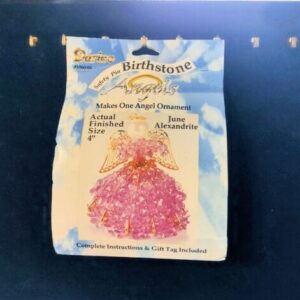 Darice
Safety Pin Birthstone
Angels
Makes One Angel Ornament
Actual
Finished
Size
4"
June
Alexandrite
Complete Instructions & Gift Tag Included